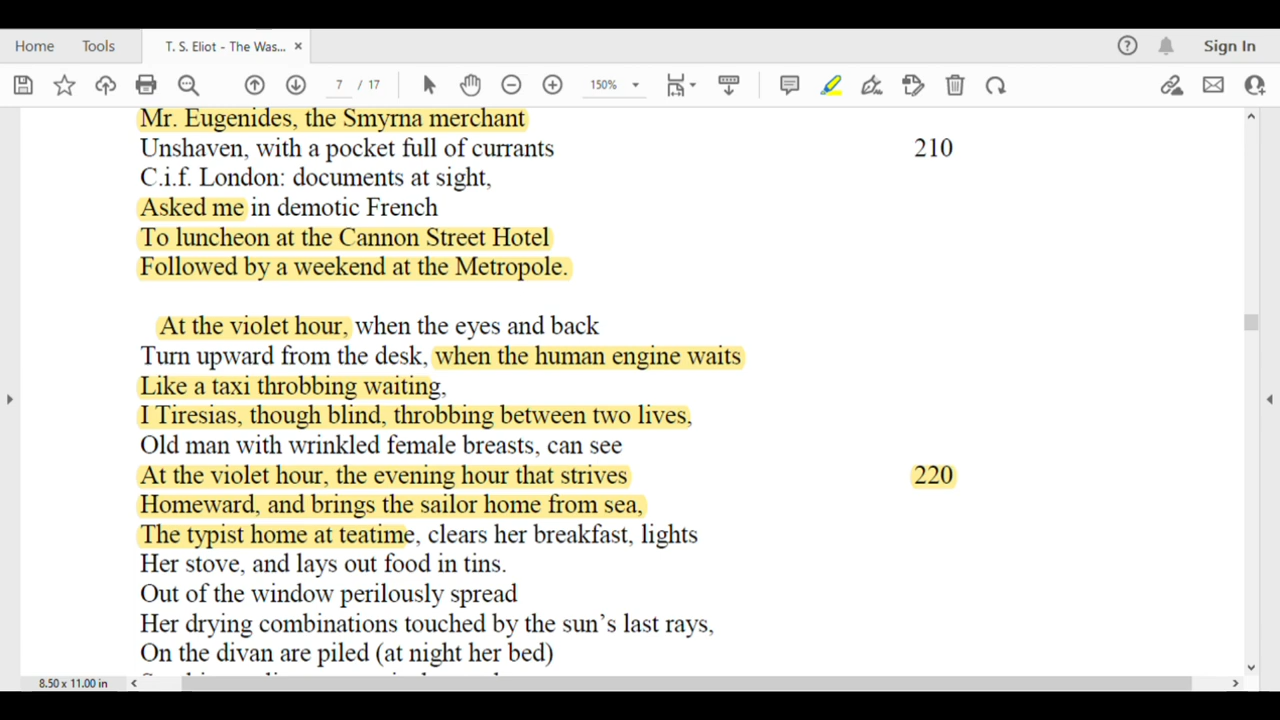 Home Tools T. S. Eliot - The Was... ×
? Sign In
7 / 17 150%
Mr. Eugenides, the Smyrna merchant
Unshaven, with a pocket full of currants 210
C.i.f. London: documents at sight,
Asked me in demotic French
To luncheon at the Cannon Street Hotel
Followed by a weekend at the Metropole.
At the violet hour, when the eyes and back
Turn upward from the desk, when the human engine waits
Like a taxi throbbing waiting,
I Tiresias, though blind, throbbing between two lives,
Old man with wrinkled female breasts, can see
At the violet hour, the evening hour that strives 220
Homeward, and brings the sailor home from sea,
The typist home at teatime, clears her breakfast, lights
Her stove, and lays out food in tins.
Out of the window perilously spread
Her drying combinations touched by the sun’s last rays,
On the divan are piled (at night her bed)
8.50 x 11.00 in